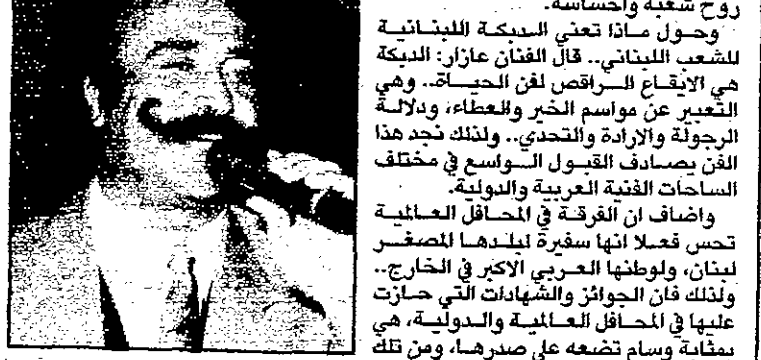 روح شعبه واحساسه.
وحول ماذا تعني الدبكة اللبنانية
للشعب اللبناني.. قال الفنان عازار: الدبكة
هي الايقاع الراقص لفن الحياة.. وهي
التعبير عن مواسم الخير والعطاء، ودلالة
الرجولة والارادة والتحدي.. ولذلك نجد هذا
الفن يصادف القبول الواسع في مختلف
الساحات الفنية العربية والدولية.
واضاف ان الفرقة في المحافل العالمية
تحس فعلا انها سفيرة لبلدها المصغر
لبنان، ولوطنها العربي الاكبر في الخارج..
ولذلك فان الجوائز والشهادات التي حازت
عليها في المحافل العالمية والدولية، هي
بمثابة وسام تضعه على صدرها، ومن تلك